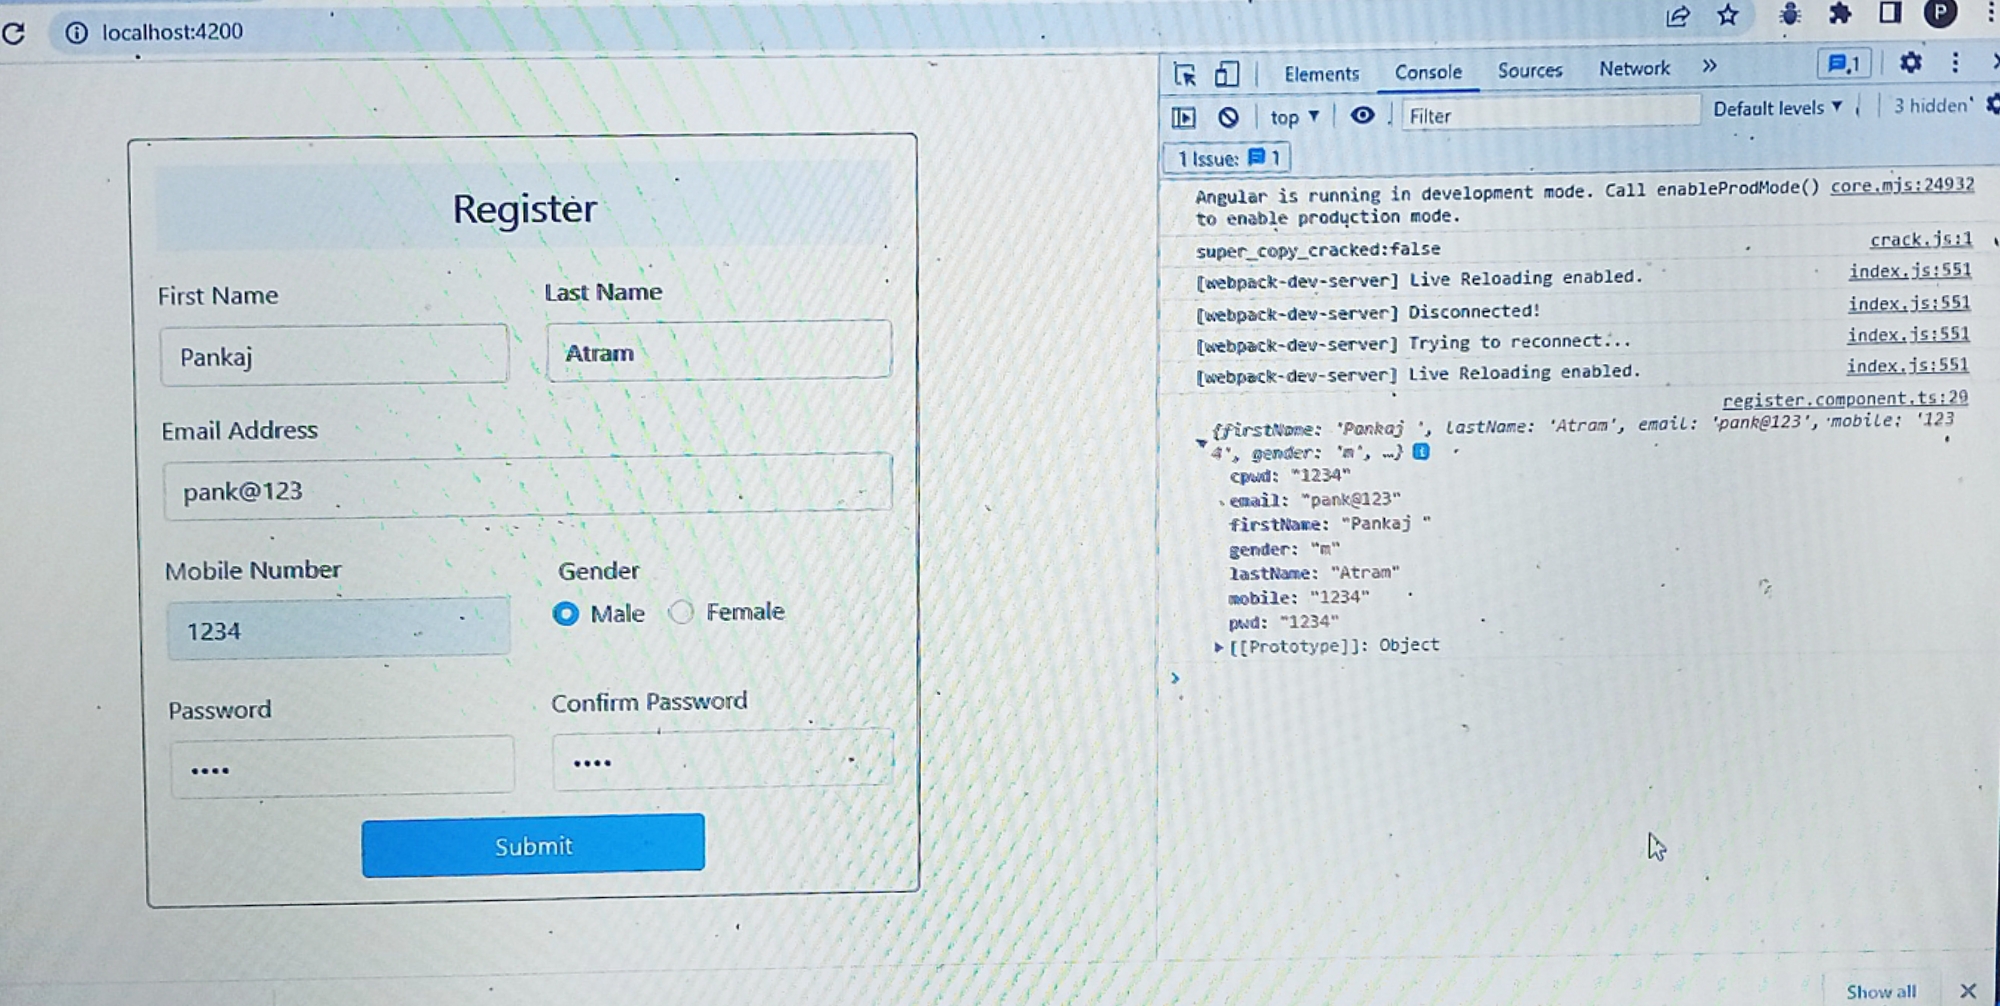 localhost:4200
P
Elements Console Sources Network » 1
top ▼ Filter Default levels ▼ 3 hidden
1 Issue: 1
Register
First Name Last Name
Pankaj Atram
Email Address
pank@123
Mobile Number Gender
1234 Male Female
Password Confirm Password
•••• ••••
Submit
Angular is running in development mode. Call enableProdMode() core.mjs:24932
to enable production mode.
super_copy_cracked:false crack.js:1
[webpack-dev-server] Live Reloading enabled. index.js:551
[webpack-dev-server] Disconnected! index.js:551
[webpack-dev-server] Trying to reconnect... index.js:551
[webpack-dev-server] Live Reloading enabled. index.js:551
register.component.ts:29
{firstName: 'Pankaj ', lastName: 'Atram', email: 'pank@123', mobile: '123
4', gender: 'm', …} i
cpwd: "1234"
email: "pank@123"
firstName: "Pankaj "
gender: "m"
lastName: "Atram"
mobile: "1234"
pwd: "1234"
▶ [[Prototype]]: Object
Show all